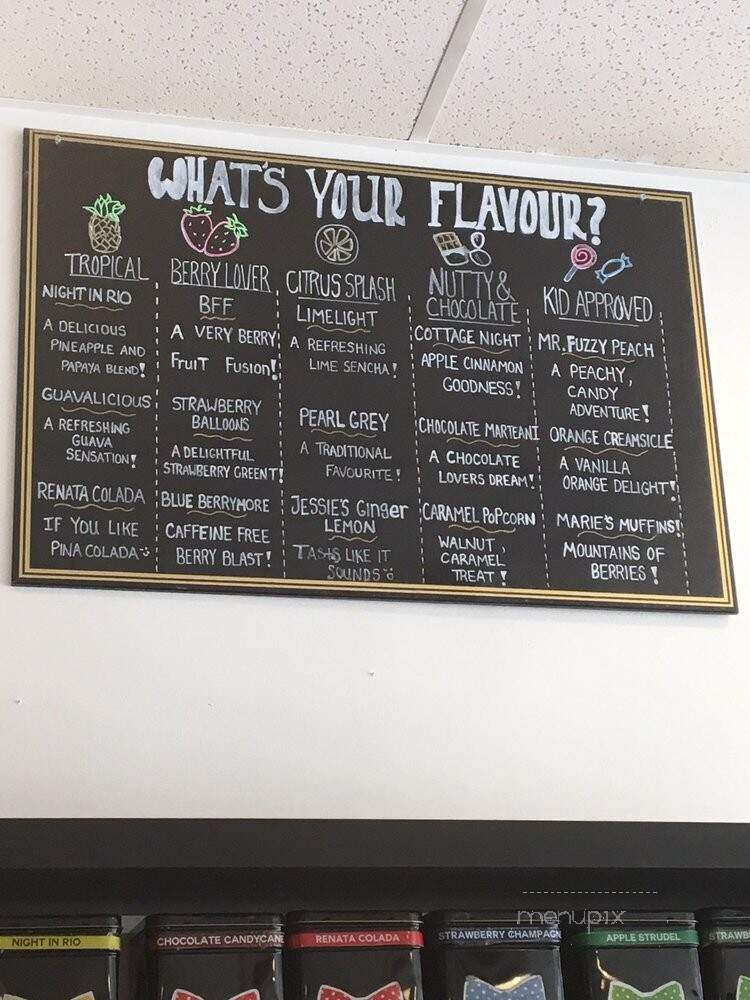 WHAT'S YOUR FLAVOUR?
TROPICAL
NIGHT IN RIO
A DELICIOUS
PINEAPPLE AND
PAPAYA BLEND!
GUAVALICIOUS
A REFRESHING
GUAVA
SENSATION!
RENATA COLADA
IF YOU LIKE
PINA COLADA
BERRY LOVER
BFF
A VERY BERRY
FRUIT FUSION!
STRAWBERRY
BALLOONS
A DELIGHTFUL
STRAWBERRY GREEN T!
BLUE BERRYMORE
CAFFEINE FREE
BERRY BLAST!
CITRUS SPLASH
LIMELIGHT
A REFRESHING
LIME SENCHA!
PEARL GREY
A TRADITIONAL
FAVOURITE!
JESSIE'S GINGER
LEMON
LIKE IT
SOUNDS
NUTTY &
CHOCOLATE
COTTAGE NIGHT
APPLE CINNAMON
GOODNESS!
CHOCOLATE MARTEANI
A CHOCOLATE
LOVERS DREAM!
CARAMEL POPCORN
WALNUT,
CARAMEL
TREAT!
KID APPROVED
MR. FUZZY PEACH
A PEACHY,
CANDY
ADVENTURE!
ORANGE CREAMSICLE
A VANILLA
ORANGE DELIGHT!
MARIE'S MUFFINS!
MOUNTAINS OF
BERRIES!
menupix
NIGHT IN RIO
CHOCOLATE CANDYCANE
RENATA COLADA
STRAWBERRY CHAMPAGN
APPLE STRUDEL
STRAWB